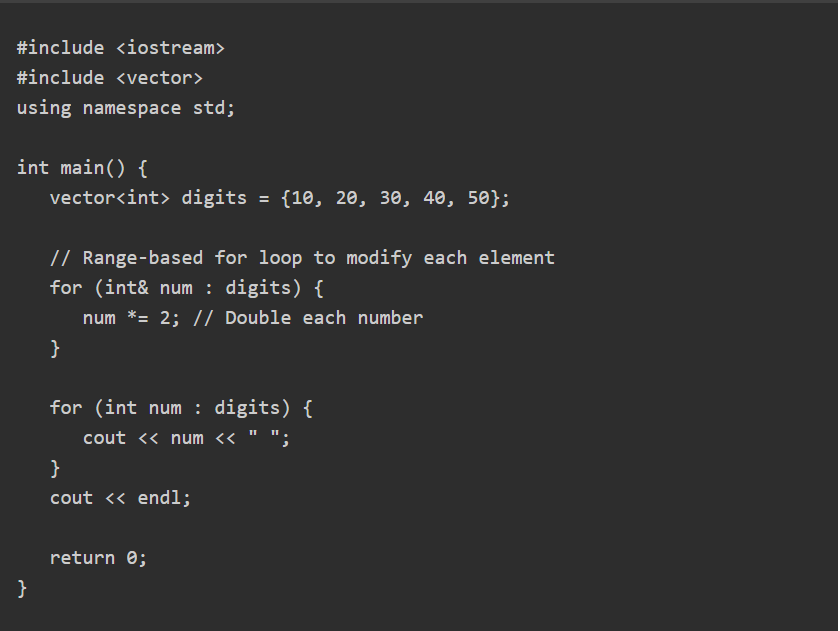 #include <iostream>
#include <vector>
using namespace std;

int main() {
   vector<int> digits = {10, 20, 30, 40, 50};

   // Range-based for loop to modify each element
   for (int& num : digits) {
      num *= 2; // Double each number
   }

   for (int num : digits) {
      cout << num << " ";
   }
   cout << endl;

   return 0;
}